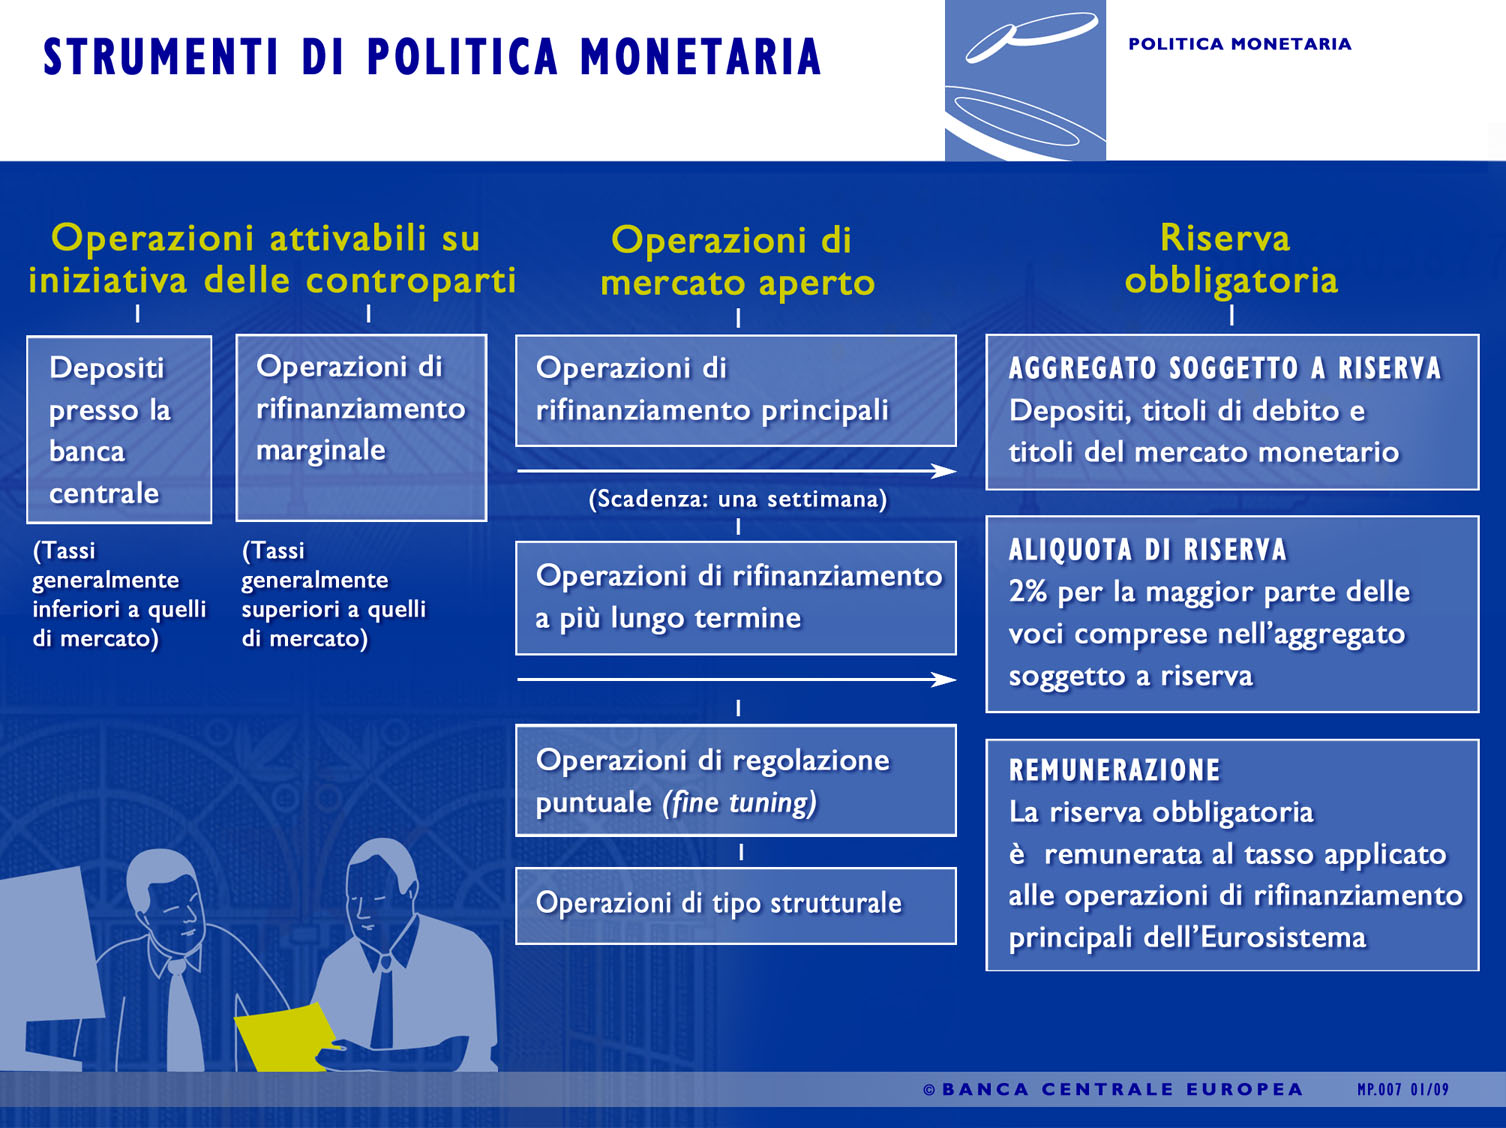 STRUMENTI DI POLITICA MONETARIA
POLITICA MONETARIA
Operazioni attivabili su
iniziativa delle controparti
Depositi
presso la
banca
centrale
(Tassi
generalmente
inferiori a quelli
di mercato)
Operazioni di
rifinanziamento
marginale
(Tassi
generalmente
superiori a quelli
di mercato)
Operazioni di
mercato aperto
Operazioni di
rifinanziamento principali
(Scadenza: una settimana)
Operazioni di rifinanziamento
a più lungo termine
Operazioni di regolazione
puntuale (fine tuning)
Operazioni di tipo strutturale
Riserva
obbligatoria
AGGREGATO SOGGETTO A RISERVA
Depositi, titoli di debito e
titoli del mercato monetario
ALIQUOTA DI RISERVA
2% per la maggior parte delle
voci comprese nell'aggregato
soggetto a riserva
REMUNERAZIONE
La riserva obbligatoria
è remunerata al tasso applicato
alle operazioni di rifinanziamento
principali dell'Eurosistema
© BANCA CENTRALE EUROPEA MP.007 01/09